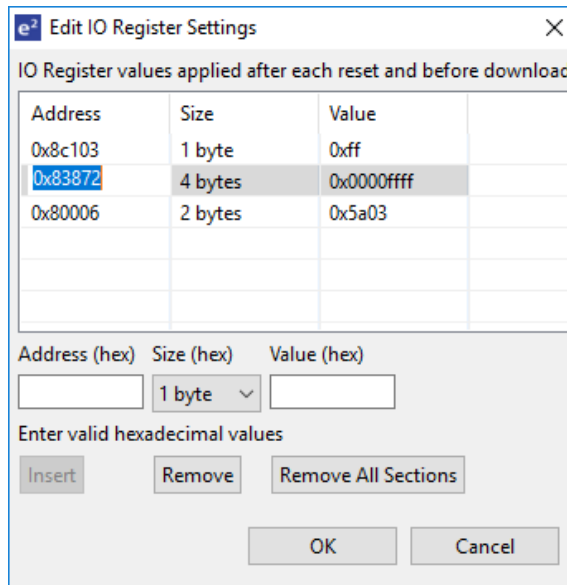 e² Edit IO Register Settings
IO Register values applied after each reset and before download
Address Size Value
0x8c103 1 byte 0xff
0x83872 4 bytes 0x0000ffff
0x80006 2 bytes 0x5a03
Address (hex) Size (hex) Value (hex)
1 byte
Enter valid hexadecimal values
Insert Remove Remove All Sections
OK Cancel